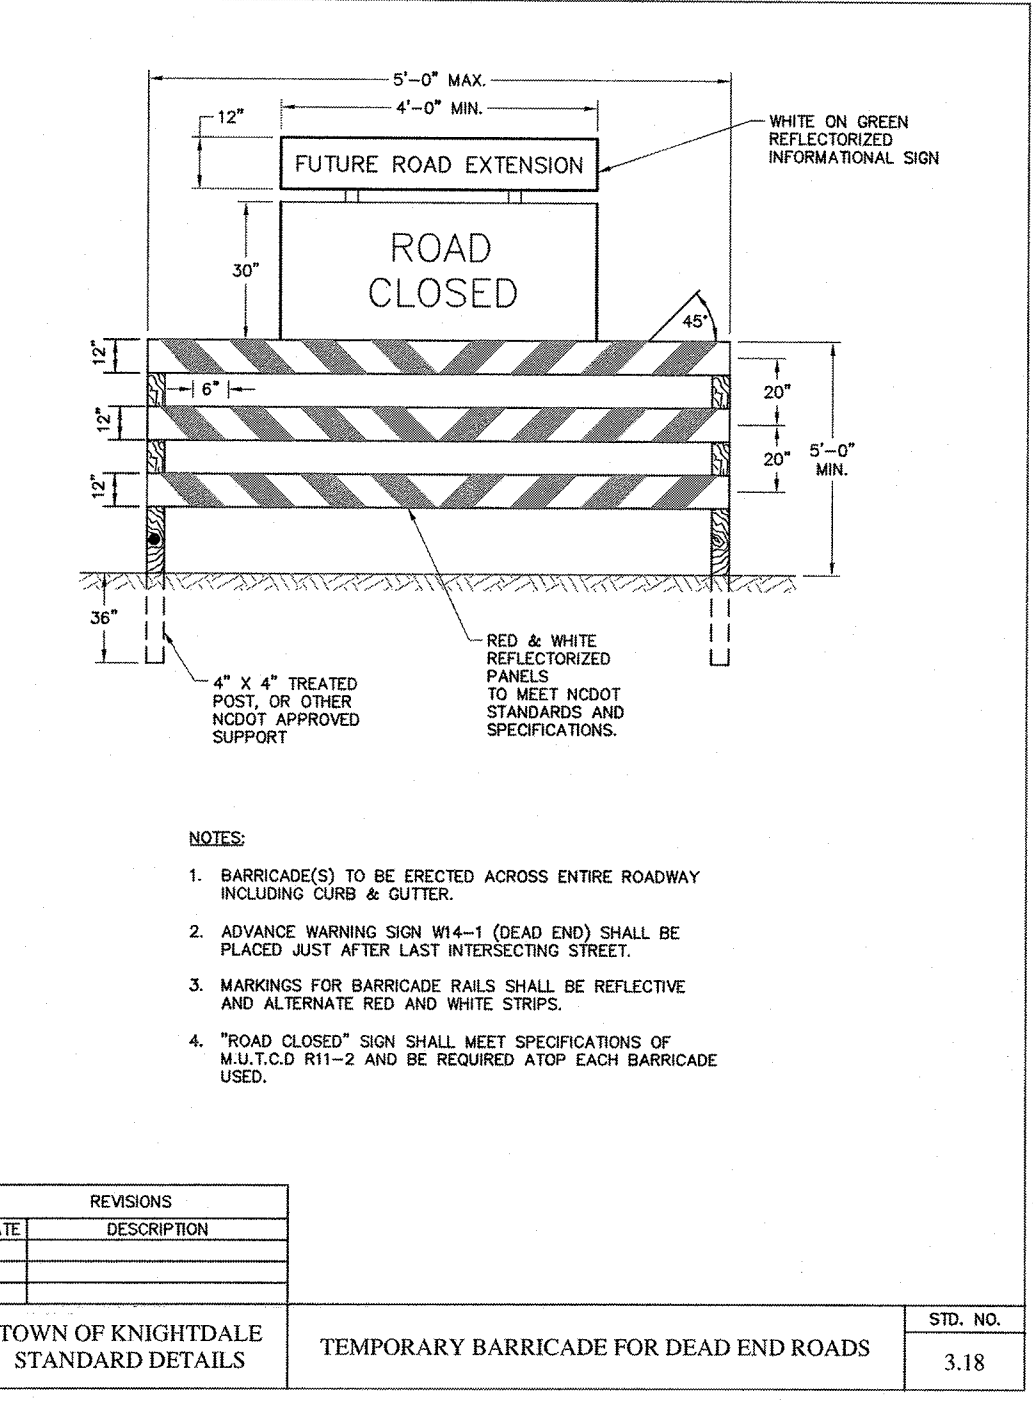 5'-0" MAX.
4'-0" MIN.
12"
WHITE ON GREEN
REFLECTORIZED
INFORMATIONAL SIGN
FUTURE ROAD EXTENSION
ROAD
CLOSED
30"
45°
12"
6"
20"
12"
5'-0"
MIN.
20"
12"
36"
RED & WHITE
REFLECTORIZED
PANELS
TO MEET NCDOT
STANDARDS AND
SPECIFICATIONS.
4" X 4" TREATED
POST, OR OTHER
NCDOT APPROVED
SUPPORT
NOTES:
1. BARRICADE(S) TO BE ERECTED ACROSS ENTIRE ROADWAY
INCLUDING CURB & GUTTER.
2. ADVANCE WARNING SIGN W14-1 (DEAD END) SHALL BE
PLACED JUST AFTER LAST INTERSECTING STREET.
3. MARKINGS FOR BARRICADE RAILS SHALL BE REFLECTIVE
AND ALTERNATE RED AND WHITE STRIPS.
4. "ROAD CLOSED" SIGN SHALL MEET SPECIFICATIONS OF
M.U.T.C.D R11-2 AND BE REQUIRED ATOP EACH BARRICADE
USED.
REVISIONS
ATE DESCRIPTION
TOWN OF KNIGHTDALE
STANDARD DETAILS
TEMPORARY BARRICADE FOR DEAD END ROADS
STD. NO.
3.18